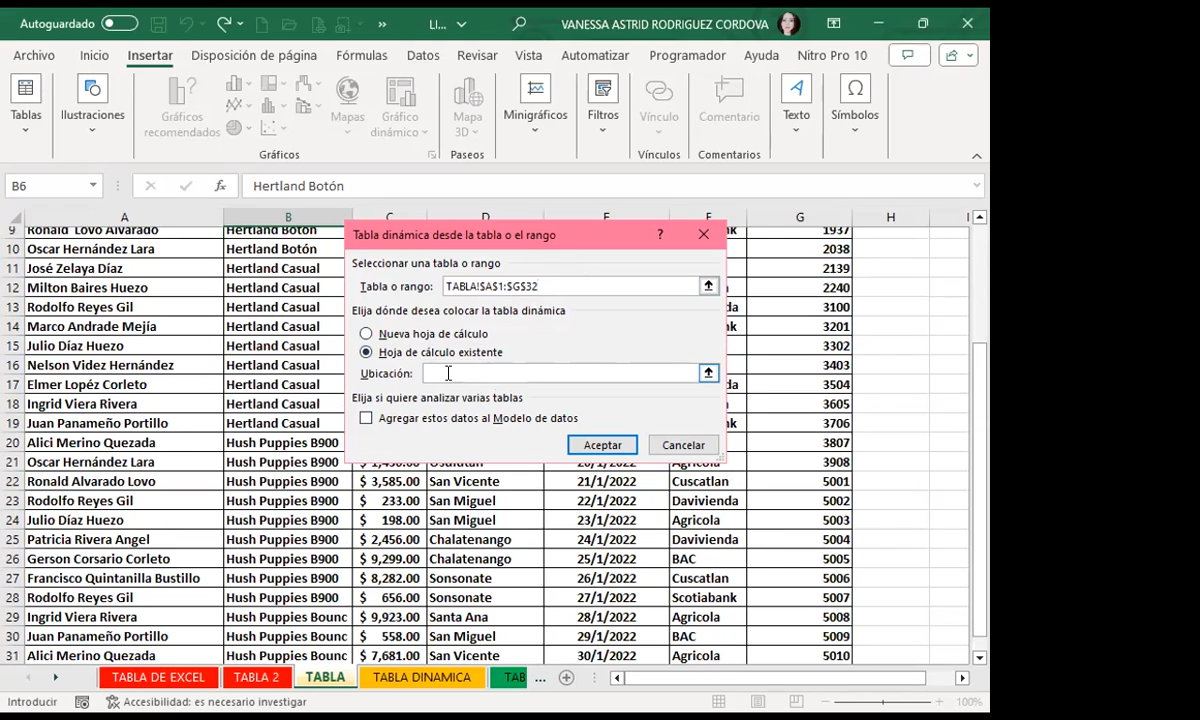 Autoguardado LI... VANESSA ASTRID RODRIGUEZ CORDOVA
Archivo Inicio Insertar Disposición de página Fórmulas Datos Revisar Vista Automatizar Programador Ayuda Nitro Pro 10
Tablas Ilustraciones Gráficos recomendados Mapas Gráfico dinámico Mapa 3D Minigráficos Filtros Vínculo Comentario Texto Símbolos
Gráficos Paseos Vínculos Comentarios
B6 fx Hertland Botón
A B C D E F G H I
9 Ronald Lovo Alvarado Hertland Botón 1937
10 Oscar Hernández Lara Hertland Botón 2038
11 José Zelaya Díaz Hertland Casual 2139
12 Milton Baires Huezo Hertland Casual 2240
13 Rodolfo Reyes Gil Hertland Casual 3100
14 Marco Andrade Mejía Hertland Casual 3201
15 Julio Díaz Huezo Hertland Casual 3302
16 Nelson Videz Hernández Hertland Casual 3403
17 Elmer Lopéz Corleto Hertland Casual 3504
18 Ingrid Viera Rivera Hertland Casual 3605
19 Juan Panameño Portillo Hertland Casual 3706
20 Alici Merino Quezada Hush Puppies B900 3807
21 Oscar Hernández Lara Hush Puppies B900 Agricola 3908
22 Ronald Alvarado Lovo Hush Puppies B900 $ 3,585.00 San Vicente 21/1/2022 Cuscatlan 5001
23 Rodolfo Reyes Gil Hush Puppies B900 $ 233.00 San Miguel 22/1/2022 Davivienda 5002
24 Julio Díaz Huezo Hush Puppies B900 $ 198.00 San Miguel 23/1/2022 Agricola 5003
25 Patricia Rivera Angel Hush Puppies B900 $ 2,456.00 Chalatenango 24/1/2022 Davivienda 5004
26 Gerson Corsario Corleto Hush Puppies B900 $ 9,299.00 Chalatenango 25/1/2022 BAC 5005
27 Francisco Quintanilla Bustillo Hush Puppies B900 $ 8,282.00 Sonsonate 26/1/2022 Cuscatlan 5006
28 Rodolfo Reyes Gil Hush Puppies B900 $ 656.00 Sonsonate 27/1/2022 Scotiabank 5007
29 Ingrid Viera Rivera Hush Puppies Bounc $ 9,923.00 Santa Ana 28/1/2022 Agricola 5008
30 Juan Panameño Portillo Hush Puppies Bounc $ 558.00 San Miguel 29/1/2022 BAC 5009
31 Alici Merino Quezada Hush Puppies Bounc $ 7,681.00 San Vicente 30/1/2022 Agricola 5010
Tabla dinámica desde la tabla o el rango ?
Seleccionar una tabla o rango
Tabla o rango: TABLA!$A$1:$G$32
Elija dónde desea colocar la tabla dinámica
Nueva hoja de cálculo
Hoja de cálculo existente
Ubicación:
Elija si quiere analizar varias tablas
Agregar estos datos al Modelo de datos
Aceptar Cancelar
TABLA DE EXCEL TABLA 2 TABLA TABLA DINAMICA TAB ...
Introducir Accesibilidad: es necesario investigar 100%